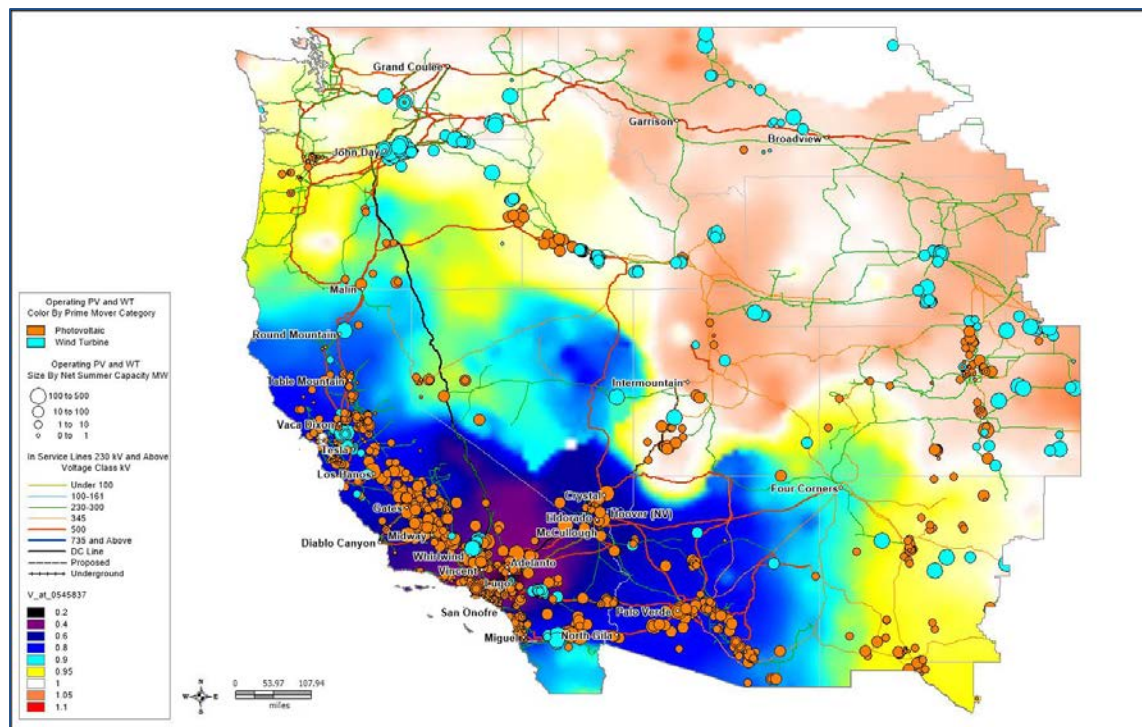 Grand Coulee
Garrison
Broadview
John Day
Malin
Round Mountain
Table Mountain
Intermountain
Vaca Dixon
Tesla
Los Banos
Four Corners
Crystal
Gates
Hoover (NV)
Eldorado
McCullough
Diablo Canyon
Midway
Whirlwind
Adelanto
Vincent
Lugo
San Onofre
Palo Verde
Miguel
North Gila
Operating PV and WT
Color By Prime Mover Category
Photovoltaic
Wind Turbine
Operating PV and WT
Size By Net Summer Capacity MW
100 to 500
10 to 100
1 to 10
0 to 1
In Service Lines 230 kV and Above
Voltage Class kV
Under 100
100-161
230-300
345
500
735 and Above
DC Line
Proposed
Underground
V_at_0545837
0.2
0.4
0.6
0.8
0.9
0.95
1
1.05
1.1
N
W E
S
0 53.97 107.94
miles